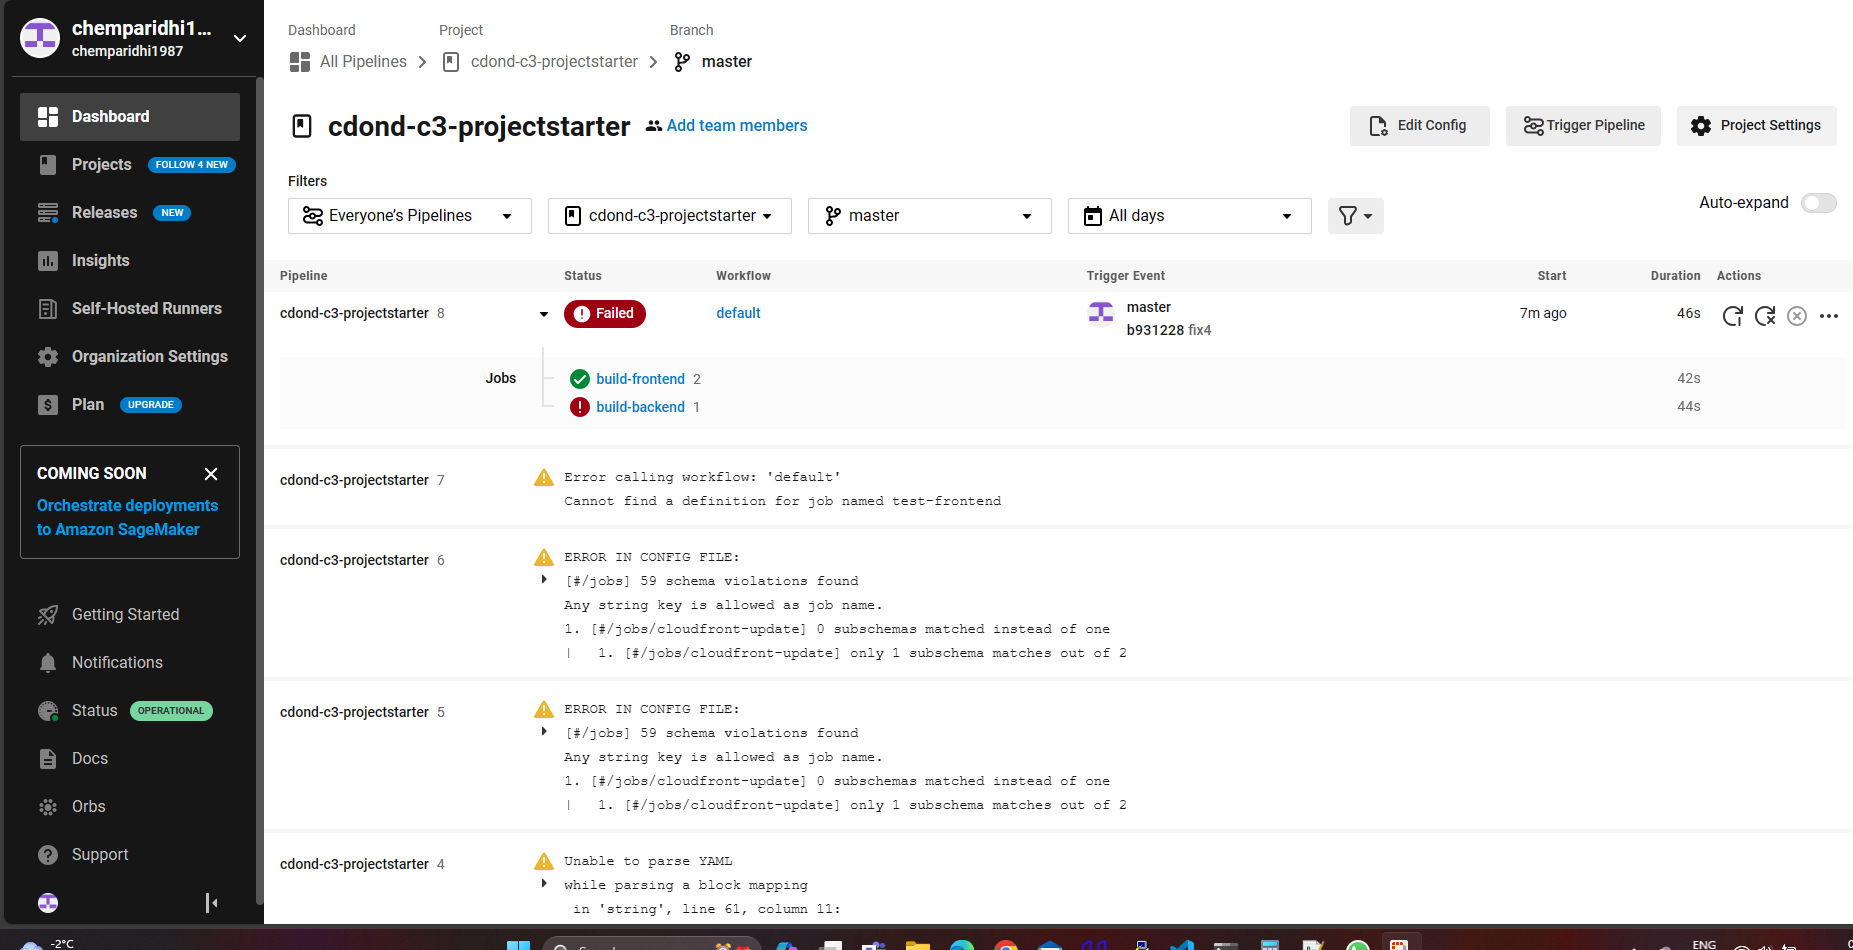 chemparidhi1...
chemparidhi1987
Dashboard
Projects FOLLOW 4 NEW
Releases NEW
Insights
Self-Hosted Runners
Organization Settings
Plan UPGRADE
COMING SOON
Orchestrate deployments
to Amazon SageMaker
Getting Started
Notifications
Status OPERATIONAL
Docs
Orbs
Support
Dashboard Project Branch
All Pipelines cdond-c3-projectstarter master
cdond-c3-projectstarter Add team members
Edit Config Trigger Pipeline Project Settings
Filters
Everyone's Pipelines cdond-c3-projectstarter master All days
Auto-expand
Pipeline Status Workflow Trigger Event Start Duration Actions
cdond-c3-projectstarter 8 Failed default master 7m ago 46s
b931228 fix4
Jobs build-frontend 2 42s
build-backend 1 44s
cdond-c3-projectstarter 7 Error calling workflow: 'default'
Cannot find a definition for job named test-frontend
cdond-c3-projectstarter 6 ERROR IN CONFIG FILE:
[#/jobs] 59 schema violations found
Any string key is allowed as job name.
1. [#/jobs/cloudfront-update] 0 subschemas matched instead of one
| 1. [#/jobs/cloudfront-update] only 1 subschema matches out of 2
cdond-c3-projectstarter 5 ERROR IN CONFIG FILE:
[#/jobs] 59 schema violations found
Any string key is allowed as job name.
1. [#/jobs/cloudfront-update] 0 subschemas matched instead of one
| 1. [#/jobs/cloudfront-update] only 1 subschema matches out of 2
cdond-c3-projectstarter 4 Unable to parse YAML
while parsing a block mapping
in 'string', line 61, column 11:
-2°C
ENG